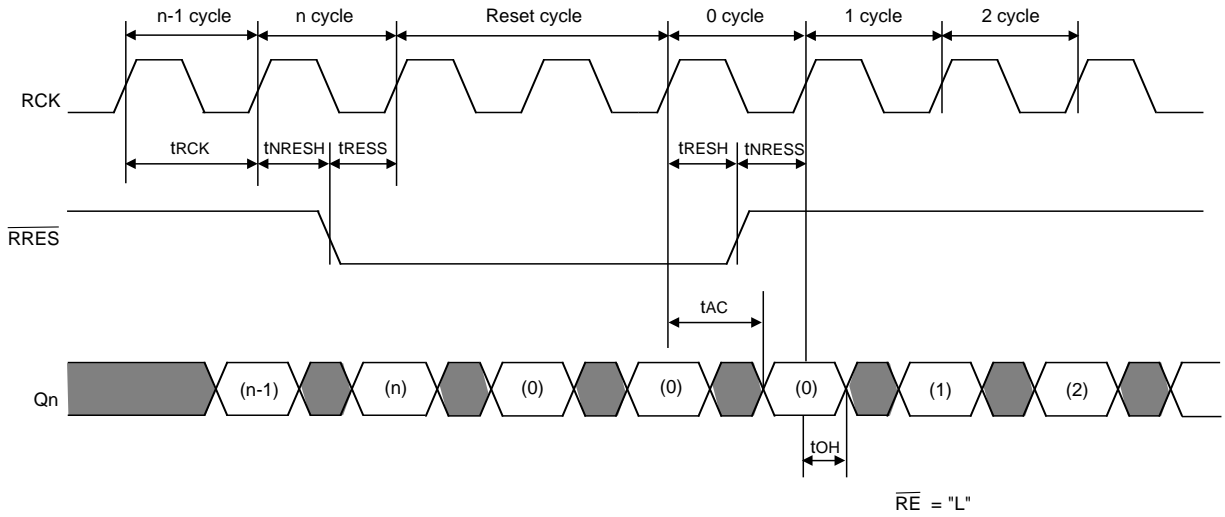 n-1 cycle n cycle Reset cycle 0 cycle 1 cycle 2 cycle
RCK
tRCK tNRESH tRESS tRESH tNRESS
RRES
tAC
Qn (n-1) (n) (0) (0) (0) (1) (2)
tOH
RE = "L"